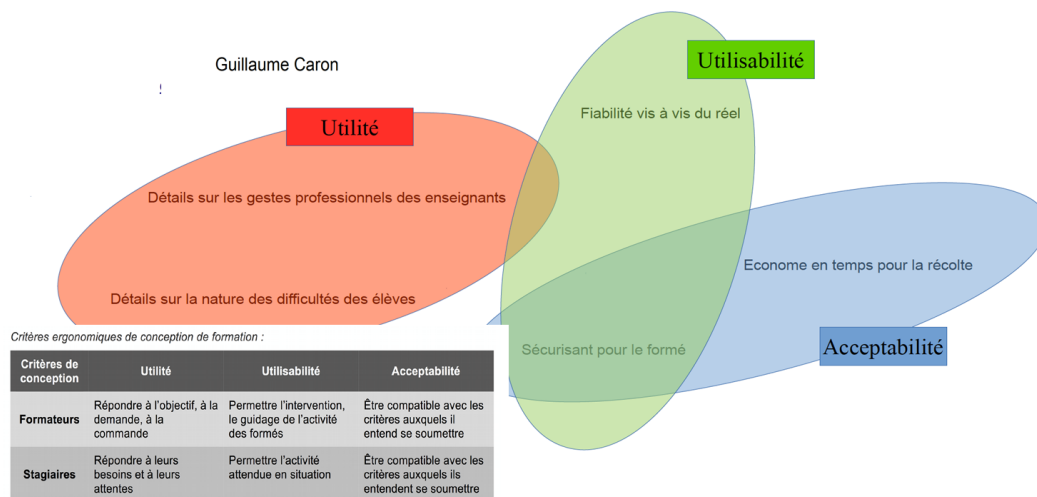 Guillaume Caron
Utilisabilité
Fiabilité vis à vis du réel
Utilité
Détails sur les gestes professionnels des enseignants
Econome en temps pour la récolte
Détails sur la nature des difficultés des élèves
Sécurisant pour le formé
Acceptabilité
Critères ergonomiques de conception de formation :
Critères de
conception
Utilité
Utilisabilité
Acceptabilité
Formateurs
Répondre à l'objectif, à la
demande, à la
commande
Permettre l'intervention,
le guidage de l'activité
des formés
Être compatible avec les
critères auxquels il
entend se soumettre
Stagiaires
Répondre à leurs
besoins et à leurs
attentes
Permettre l'activité
attendue en situation
Être compatible avec les
critères auxquels ils
entendent se soumettre